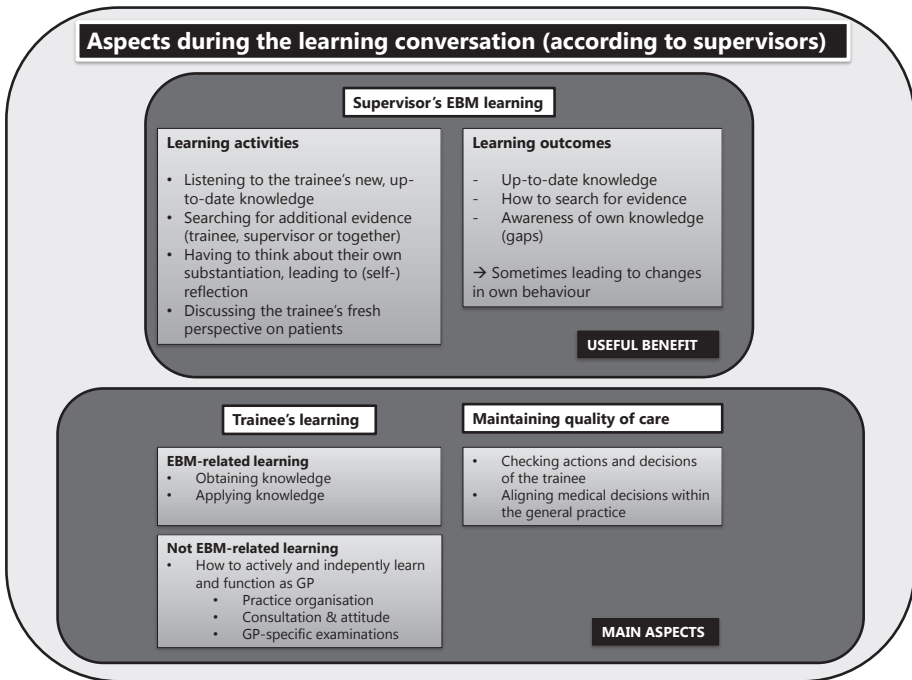 Aspects during the learning conversation (according to supervisors)
Supervisor's EBM learning
Learning activities
• Listening to the trainee's new, up-
to-date knowledge
• Searching for additional evidence
(trainee, supervisor or together)
• Having to think about their own
substantiation, leading to (self-)
reflection
• Discussing the trainee's fresh
perspective on patients
Learning outcomes
- Up-to-date knowledge
- How to search for evidence
- Awareness of own knowledge
(gaps)
→ Sometimes leading to changes
in own behaviour
USEFUL BENEFIT
Trainee's learning
EBM-related learning
• Obtaining knowledge
• Applying knowledge
Not EBM-related learning
• How to actively and indepently learn
and function as GP
• Practice organisation
• Consultation & attitude
• GP-specific examinations
Maintaining quality of care
• Checking actions and decisions
of the trainee
• Aligning medical decisions within
the general practice
MAIN ASPECTS